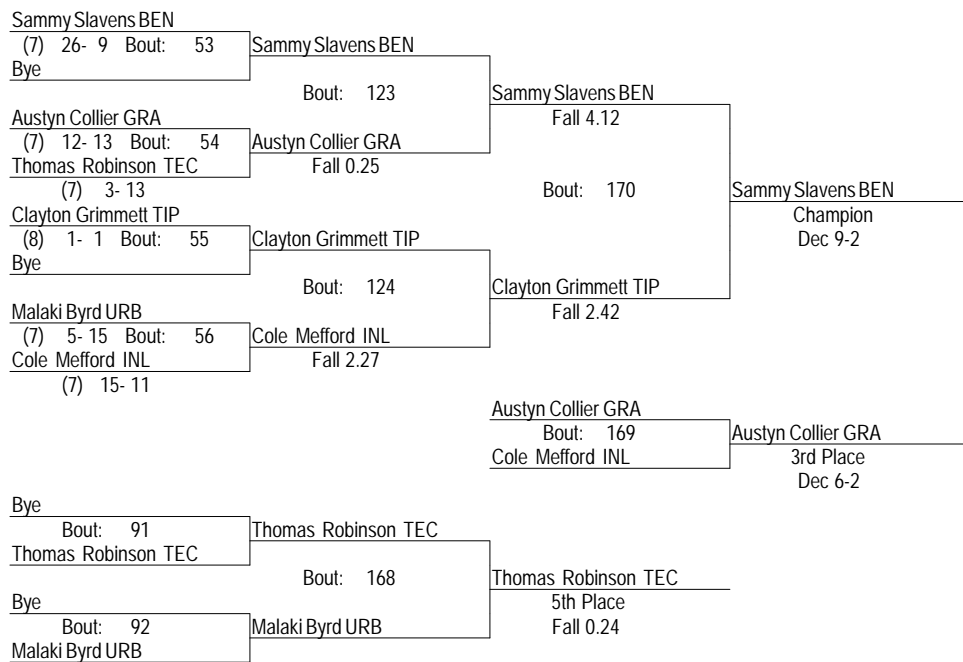 Sammy Slavens BEN
(7) 26- 9 Bout: 53
Bye
Sammy Slavens BEN
Bout: 123
Austyn Collier GRA
(7) 12- 13 Bout: 54
Thomas Robinson TEC
(7) 3- 13
Austyn Collier GRA
Fall 0.25
Sammy Slavens BEN
Fall 4.12
Bout: 170
Clayton Grimmett TIP
(8) 1- 1 Bout: 55
Bye
Clayton Grimmett TIP
Bout: 124
Malaki Byrd URB
(7) 5- 15 Bout: 56
Cole Mefford INL
(7) 15- 11
Cole Mefford INL
Fall 2.27
Clayton Grimmett TIP
Fall 2.42
Sammy Slavens BEN
Champion
Dec 9-2
Austyn Collier GRA
Bout: 169
Cole Mefford INL
Austyn Collier GRA
3rd Place
Dec 6-2
Bye
Bout: 91
Thomas Robinson TEC
Thomas Robinson TEC
Bout: 168
Bye
Bout: 92
Malaki Byrd URB
Malaki Byrd URB
Thomas Robinson TEC
5th Place
Fall 0.24